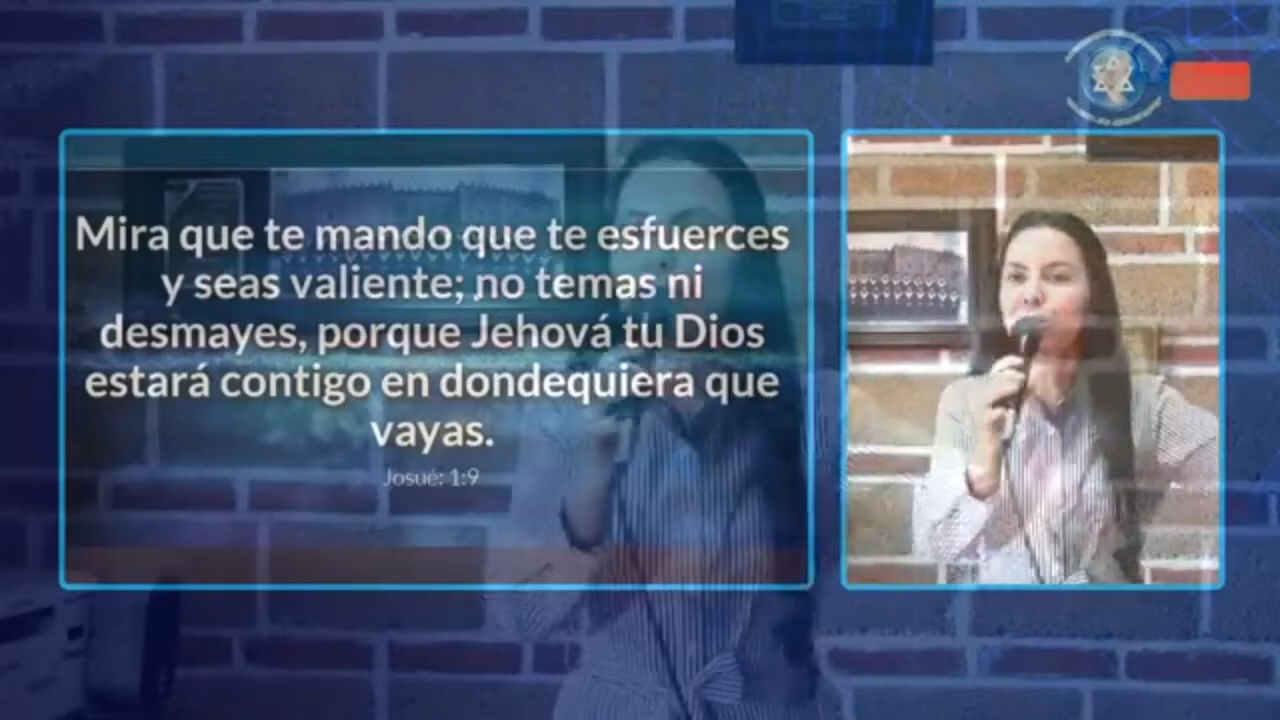 Mira que te mando que te esfuerces
y seas valiente; no temas ni
desmayes, porque Jehová tu Dios
estará contigo en dondequiera que
vayas.
Josué: 1:9